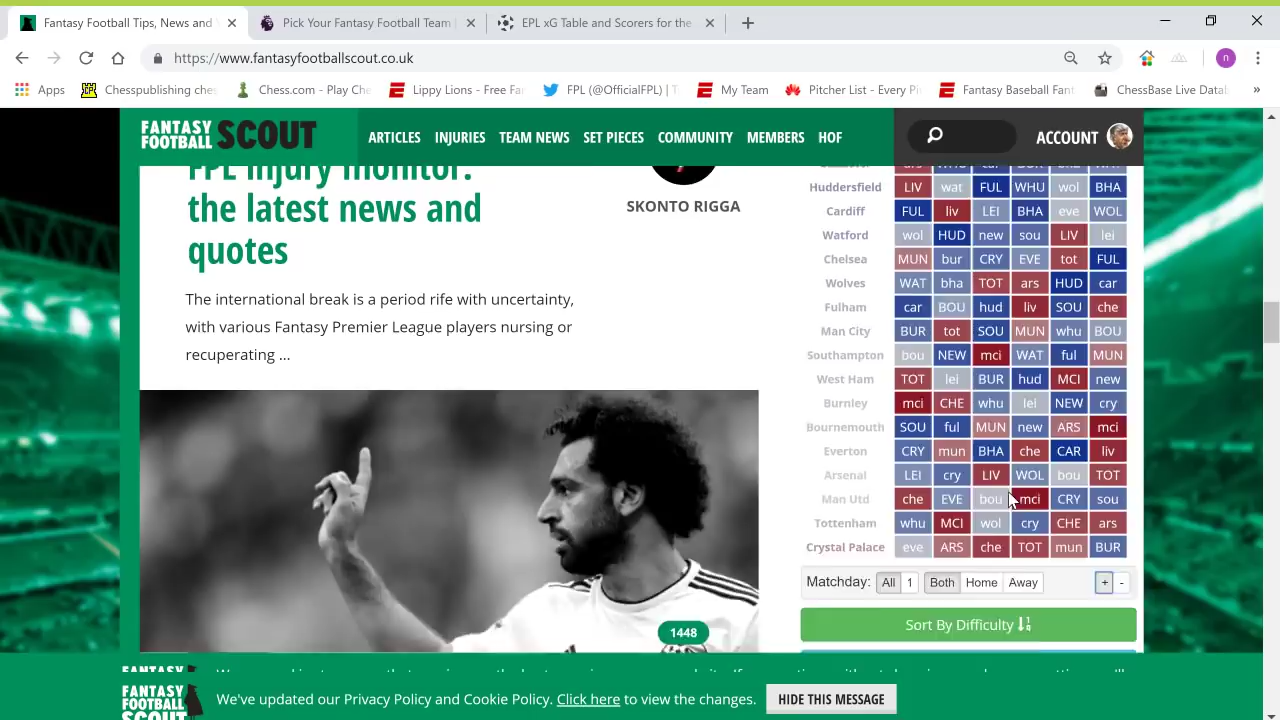 Fantasy Football Tips, News and
Pick Your Fantasy Football Team |
EPL xG Table and Scorers for the
https://www.fantasyfootballscout.co.uk
Apps
Chesspublishing ches
Chess.com - Play Che
Lippy Lions - Free Fan
FPL (@OfficialFPL) | T
My Team
Pitcher List - Every Pi
Fantasy Baseball Fant
ChessBase Live Datab
»
FANTASY FOOTBALL SCOUT
ARTICLES INJURIES TEAM NEWS SET PIECES COMMUNITY MEMBERS HOF
ACCOUNT
FPL injury monitor:
the latest news and
quotes
SKONTO RIGGA
The international break is a period rife with uncertainty,
with various Fantasy Premier League players nursing or
recuperating ...
1448
Huddersfield LIV wat FUL WHU wol BHA
Cardiff FUL liv LEI BHA eve WOL
Watford wol HUD new sou LIV lei
Chelsea MUN bur CRY EVE tot FUL
Wolves WAT bha TOT ars HUD car
Fulham car BOU hud liv SOU che
Man City BUR tot SOU MUN whu BOU
Southampton bou NEW mci WAT ful MUN
West Ham TOT lei BUR hud MCI new
Burnley mci CHE whu lei NEW cry
Bournemouth SOU ful MUN new ARS mci
Everton CRY mun BHA che CAR liv
Arsenal LEI cry LIV WOL bou TOT
Man Utd che EVE bou mci CRY sou
Tottenham whu MCI wol cry CHE ars
Crystal Palace eve ARS che TOT mun BUR
Matchday: All 1 Both Home Away + -
Sort By Difficulty
FANTASY
FANTASY FOOTBALL SCOUT
We've updated our Privacy Policy and Cookie Policy. Click here to view the changes.
HIDE THIS MESSAGE